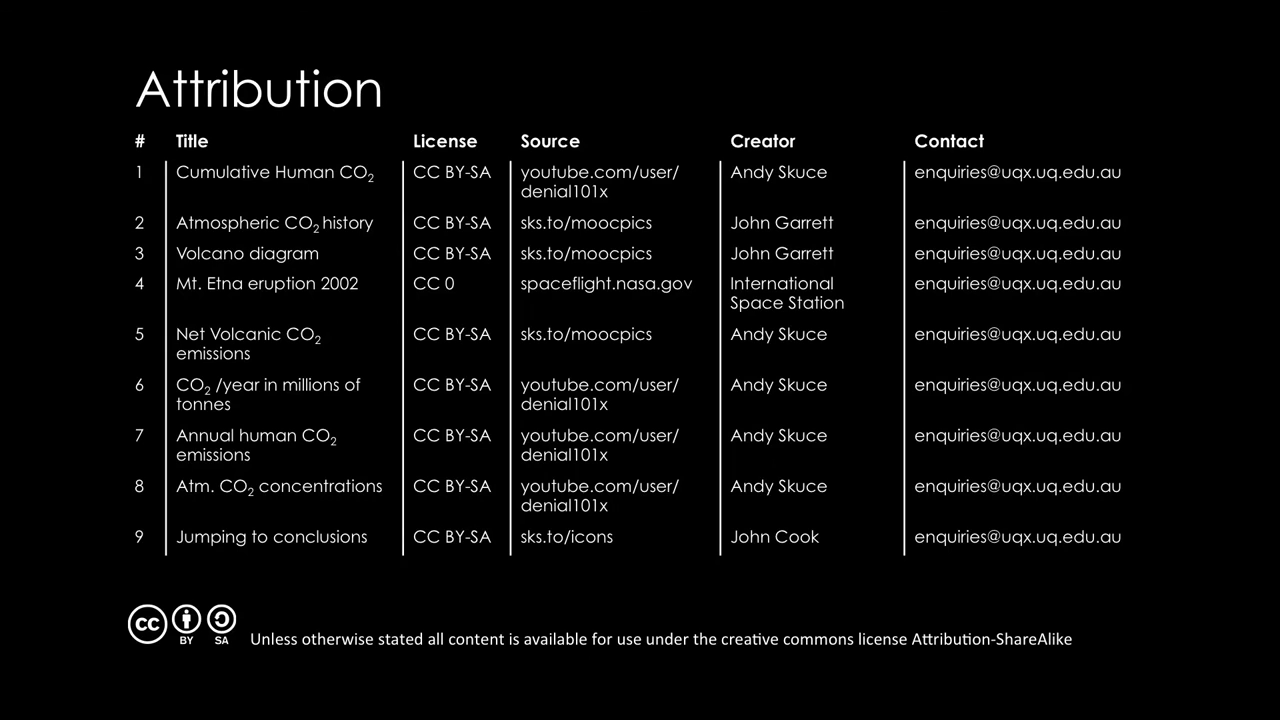 Attribution
# Title License Source Creator Contact
1 Cumulative Human CO₂ CC BY-SA youtube.com/user/ Andy Skuce enquiries@uqx.uq.edu.au
denial101x
2 Atmospheric CO₂ history CC BY-SA sks.to/moocpics John Garrett enquiries@uqx.uq.edu.au
3 Volcano diagram CC BY-SA sks.to/moocpics John Garrett enquiries@uqx.uq.edu.au
4 Mt. Etna eruption 2002 CC 0 spaceflight.nasa.gov International enquiries@uqx.uq.edu.au
Space Station
5 Net Volcanic CO₂ CC BY-SA sks.to/moocpics Andy Skuce enquiries@uqx.uq.edu.au
emissions
6 CO₂ /year in millions of CC BY-SA youtube.com/user/ Andy Skuce enquiries@uqx.uq.edu.au
tonnes denial101x
7 Annual human CO₂ CC BY-SA youtube.com/user/ Andy Skuce enquiries@uqx.uq.edu.au
emissions denial101x
8 Atm. CO₂ concentrations CC BY-SA youtube.com/user/ Andy Skuce enquiries@uqx.uq.edu.au
denial101x
9 Jumping to conclusions CC BY-SA sks.to/icons John Cook enquiries@uqx.uq.edu.au
cc BY SA Unless otherwise stated all content is available for use under the creative commons license Attribution-ShareAlike